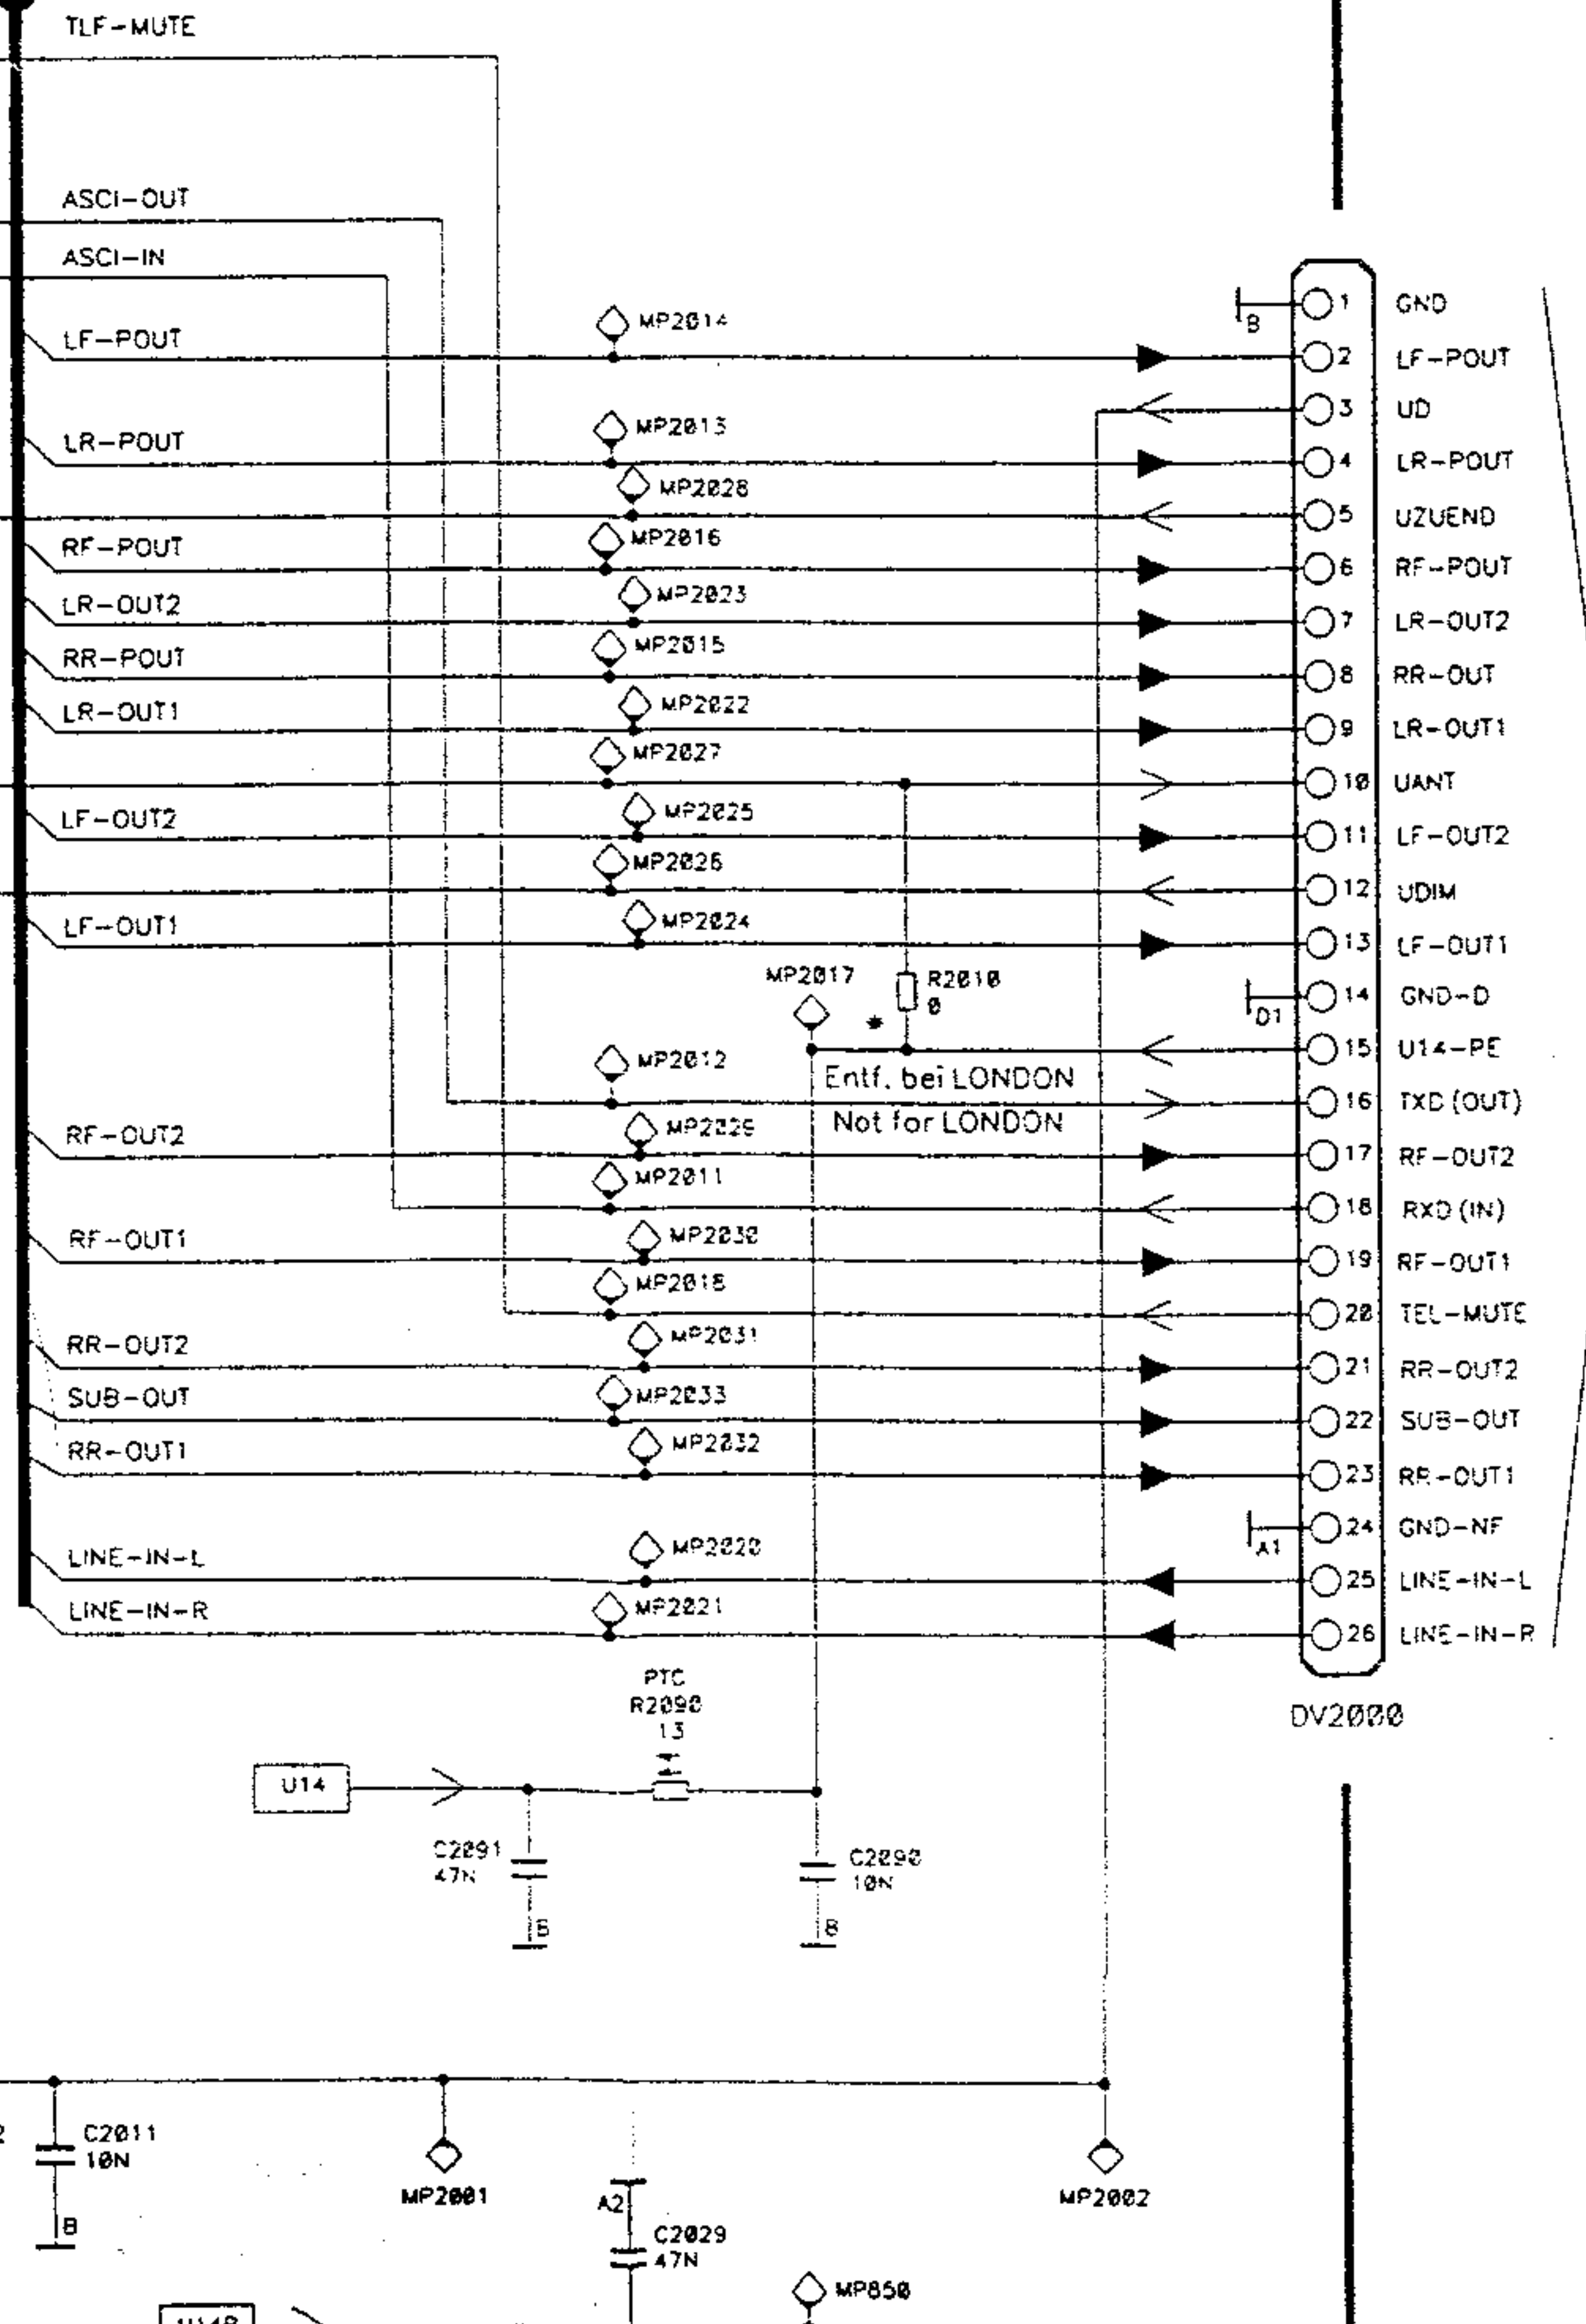 TLF-MUTE
ASCI-OUT
ASCI-IN
LF-POUT MP2014
1 GND
B
2 LF-POUT
3 UD
LR-POUT MP2013
4 LR-POUT
MP2028
5 UZUEND
RF-POUT MP2016
6 RF-POUT
LR-OUT2 MP2023
7 LR-OUT2
RR-POUT MP2015
8 RR-OUT
LR-OUT1 MP2022
9 LR-OUT1
MP2027
10 UANT
LF-OUT2 MP2025
11 LF-OUT2
MP2026
12 UDIM
LF-OUT1 MP2024
13 LF-OUT1
MP2017 R2010
* 0
14 GND-D
D1
15 U14-PE
MP2012 Entf. bei LONDON
16 TXD(OUT)
Not for LONDON
RF-OUT2 MP2029
17 RF-OUT2
MP2011
18 RXD(IN)
RF-OUT1 MP2030
19 RF-OUT1
MP2018
20 TEL-MUTE
RR-OUT2 MP2031
21 RR-OUT2
SUB-OUT MP2033
22 SUB-OUT
RR-OUT1 MP2032
23 RR-OUT1
24 GND-NF
A1
LINE-IN-L MP2020
25 LINE-IN-L
LINE-IN-R MP2021
26 LINE-IN-R
PTC
R2090
13
DV2000
U14
C2091
47N
C2090
10N
B B
C2011
10N
B
MP2001
MP2002
A2
C2029
47N
MP850